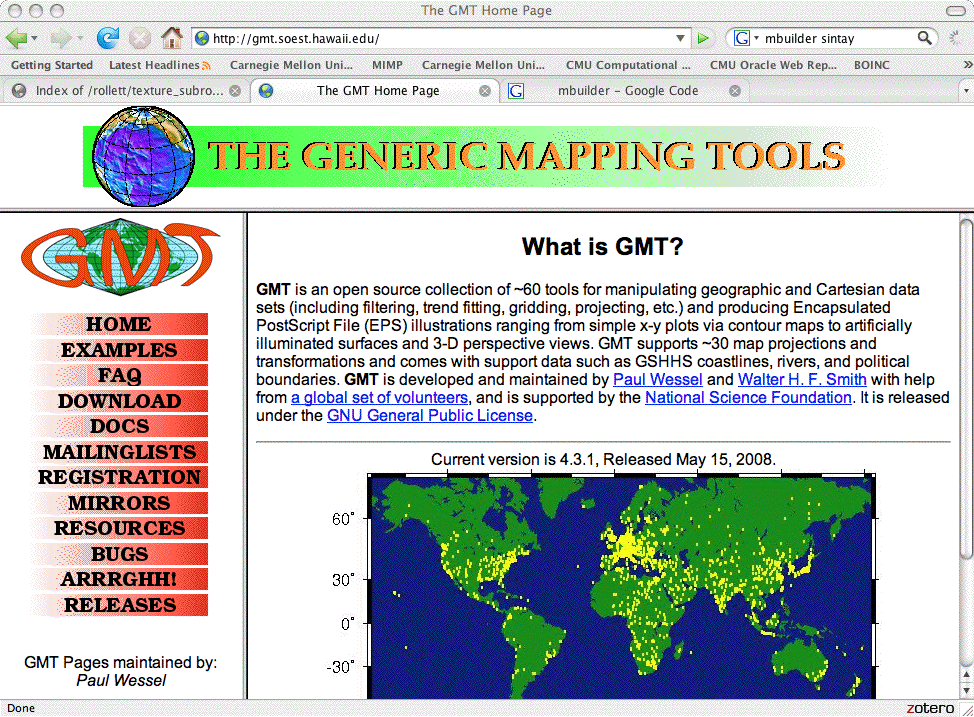 The GMT Home Page
http://gmt.soest.hawaii.edu/
G mbuilder sintay
Getting Started Latest Headlines Carnegie Mellon Uni... MIMP Carnegie Mellon Uni... CMU Computational ... CMU Oracle Web Rep... BOINC »
Index of /rollett/texture_subro... The GMT Home Page G mbuilder – Google Code
THE GENERIC MAPPING TOOLS
GMT
HOME
EXAMPLES
FAQ
DOWNLOAD
DOCS
MAILINGLISTS
REGISTRATION
MIRRORS
RESOURCES
BUGS
ARRRGHH!
RELEASES
GMT Pages maintained by:
Paul Wessel
What is GMT?
GMT is an open source collection of ~60 tools for manipulating geographic and Cartesian data
sets (including filtering, trend fitting, gridding, projecting, etc.) and producing Encapsulated
PostScript File (EPS) illustrations ranging from simple x-y plots via contour maps to artificially
illuminated surfaces and 3-D perspective views. GMT supports ~30 map projections and
transformations and comes with support data such as GSHHS coastlines, rivers, and political
boundaries. GMT is developed and maintained by Paul Wessel and Walter H. F. Smith with help
from a global set of volunteers, and is supported by the National Science Foundation. It is released
under the GNU General Public License.
Current version is 4.3.1, Released May 15, 2008.
60°
30°
0°
-30°
Done zotero